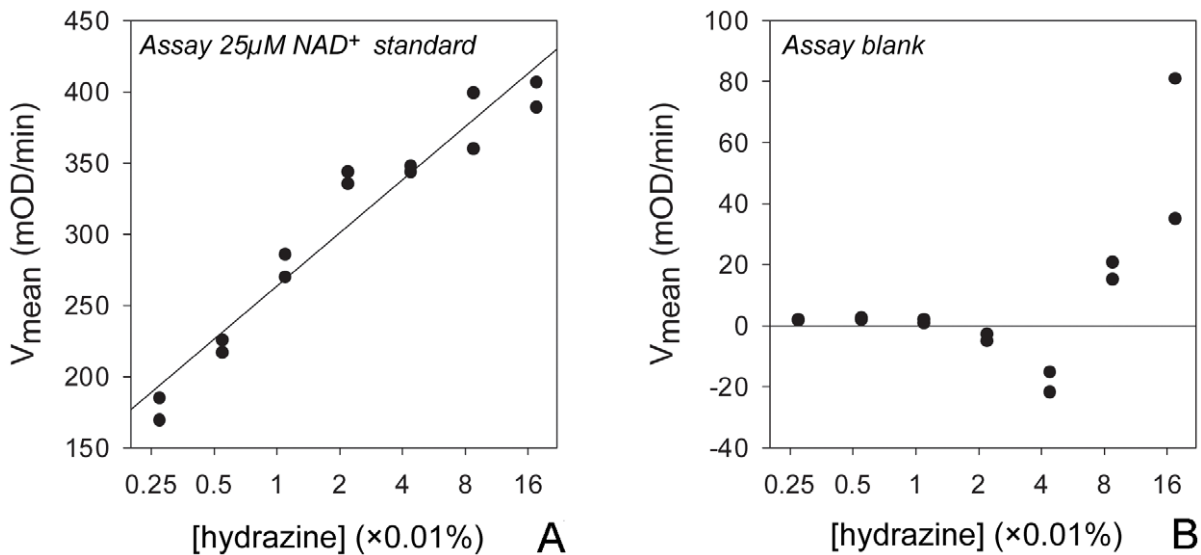 Assay 25µM NAD⁺ standard
450
400
350
300
250
200
150
Vmean (mOD/min)
0.25 0.5 1 2 4 8 16
[hydrazine] (×0.01%)
A
Assay blank
100
80
60
40
20
0
-20
-40
Vmean (mOD/min)
0.25 0.5 1 2 4 8 16
[hydrazine] (×0.01%)
B